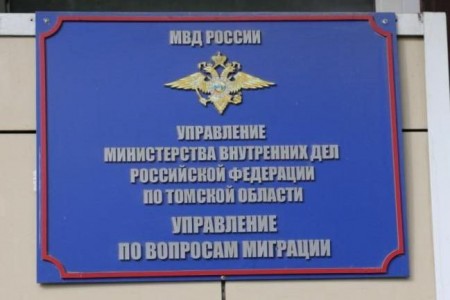 МВД РОССИИ
УПРАВЛЕНИЕ
МИНИСТЕРСТВА ВНУТРЕННИХ ДЕЛ
РОССИЙСКОЙ ФЕДЕРАЦИИ
ПО ТОМСКОЙ ОБЛАСТИ
УПРАВЛЕНИЕ
ПО ВОПРОСАМ МИГРАЦИИ